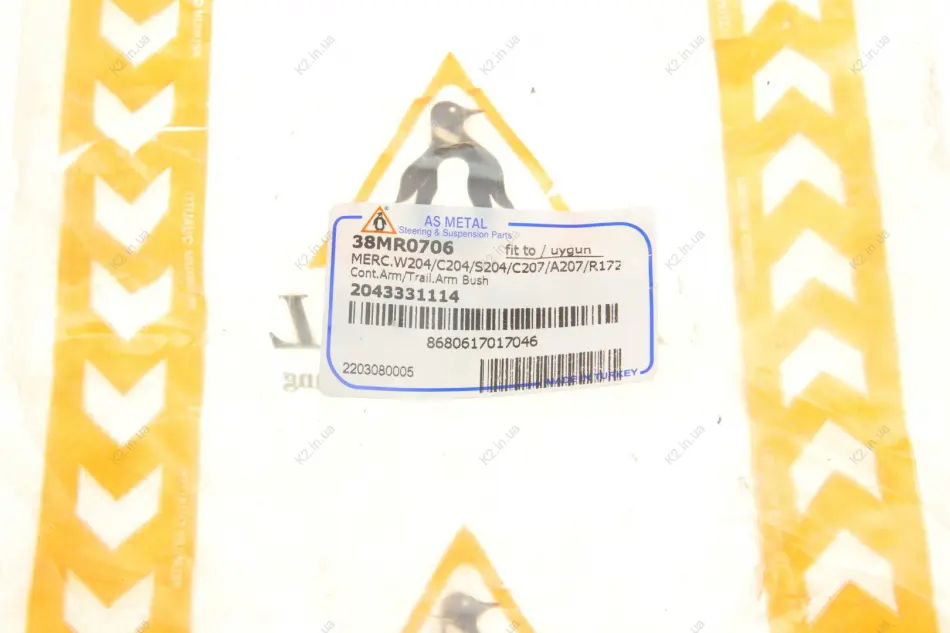 AS METAL
Steering & Suspension Parts
38MR0706 fit to / uygun
MERC.W204/C204/S204/C207/A207/R172
Cont.Arm/Trail.Arm Bush
2043331114
8680617017046
2203080005
MADE IN TURKEY
K2.in.ua